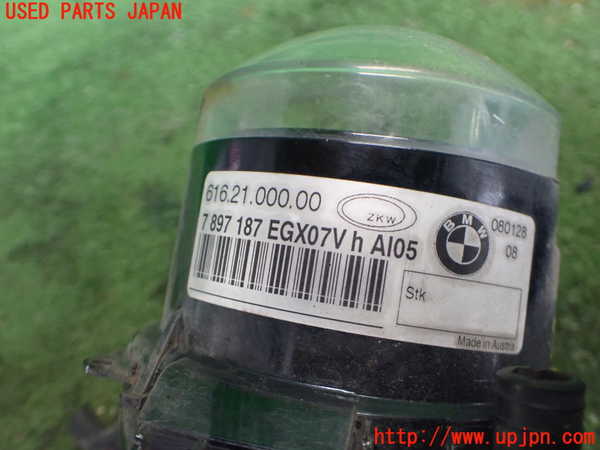 USED PARTS JAPAN
616.21.000.00
ZKW
7 897 187 EGX07V h AI05
BMW
080128
08
Stk
Made in Austria
http://www.upjpn.com/